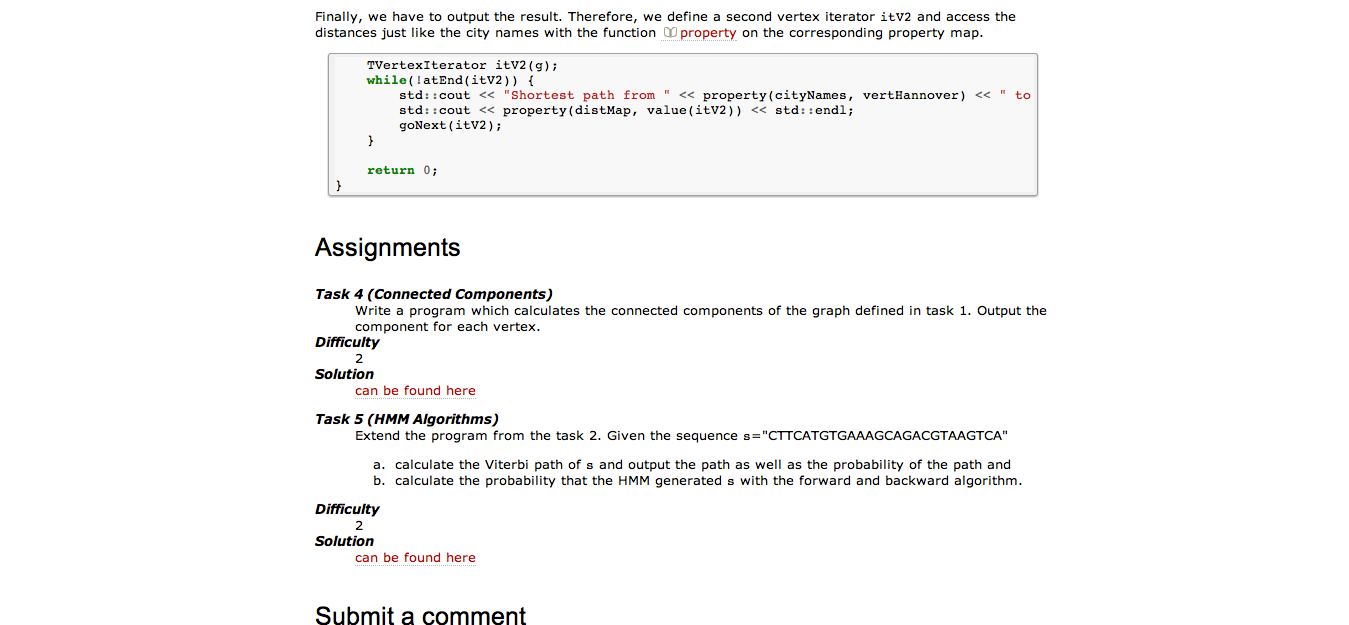 Finally, we have to output the result. Therefore, we define a second vertex iterator itV2 and access the
distances just like the city names with the function property on the corresponding property map.
TVertexIterator itV2(g);
while(!atEnd(itV2)) {
std::cout << "Shortest path from " << property(cityNames, vertHannover) << " to
std::cout << property(distMap, value(itV2)) << std::endl;
goNext(itV2);
}
return 0;
}
Assignments
Task 4 (Connected Components)
Write a program which calculates the connected components of the graph defined in task 1. Output the
component for each vertex.
Difficulty
2
Solution
can be found here
Task 5 (HMM Algorithms)
Extend the program from the task 2. Given the sequence s="CTTCATGTGAAAGCAGACGTAAGTCA"
a. calculate the Viterbi path of s and output the path as well as the probability of the path and
b. calculate the probability that the HMM generated s with the forward and backward algorithm.
Difficulty
2
Solution
can be found here
Submit a comment